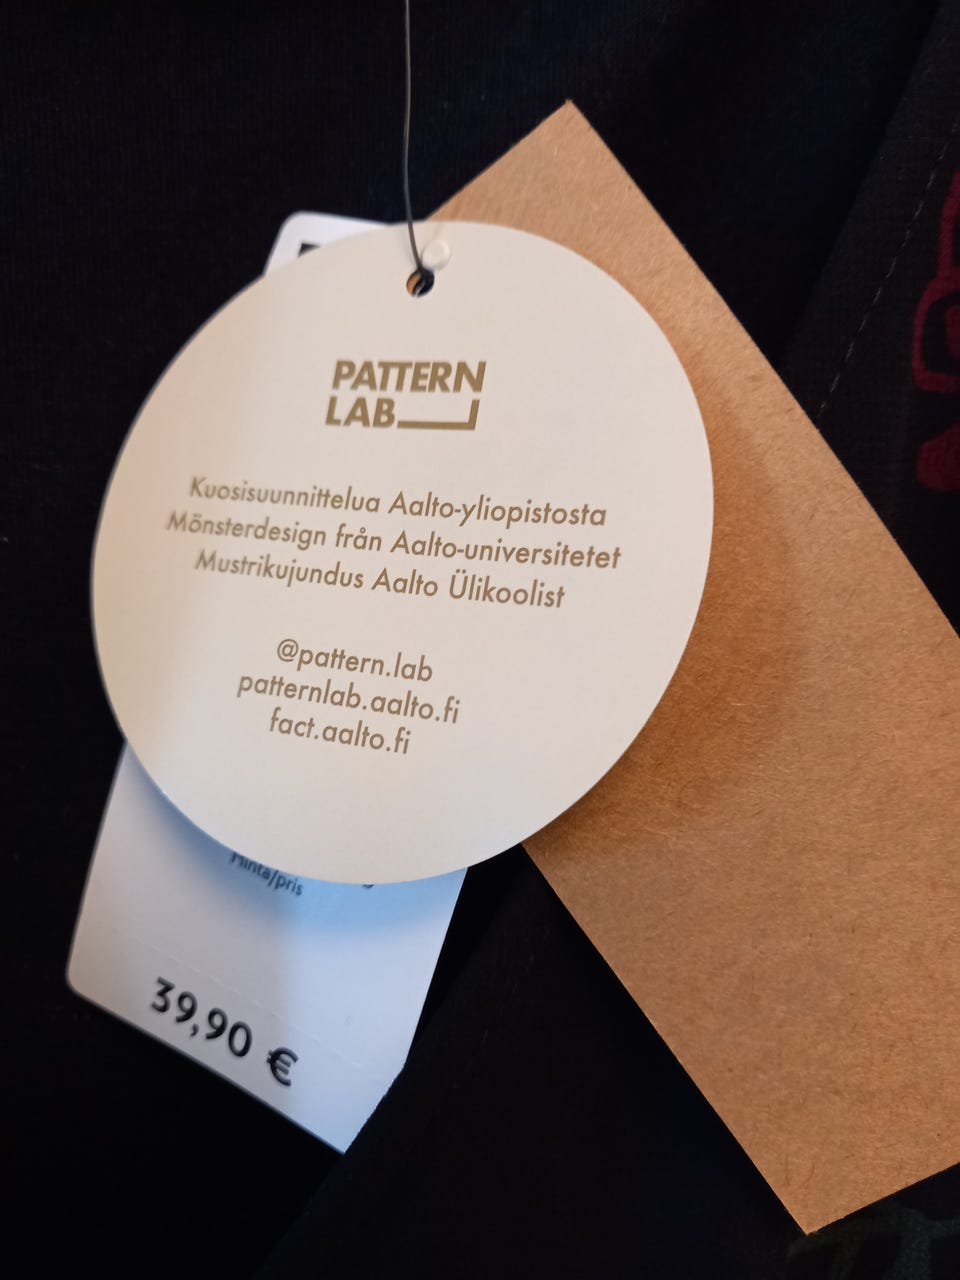 PATTERN
LAB
Kuosisuunnittelua Aalto-yliopistosta
Mönsterdesign från Aalto-universitetet
Mustrikujundus Aalto Ülikoolist
@pattern.lab
patternlab.aalto.fi
fact.aalto.fi
Hinta/pris
39,90 €